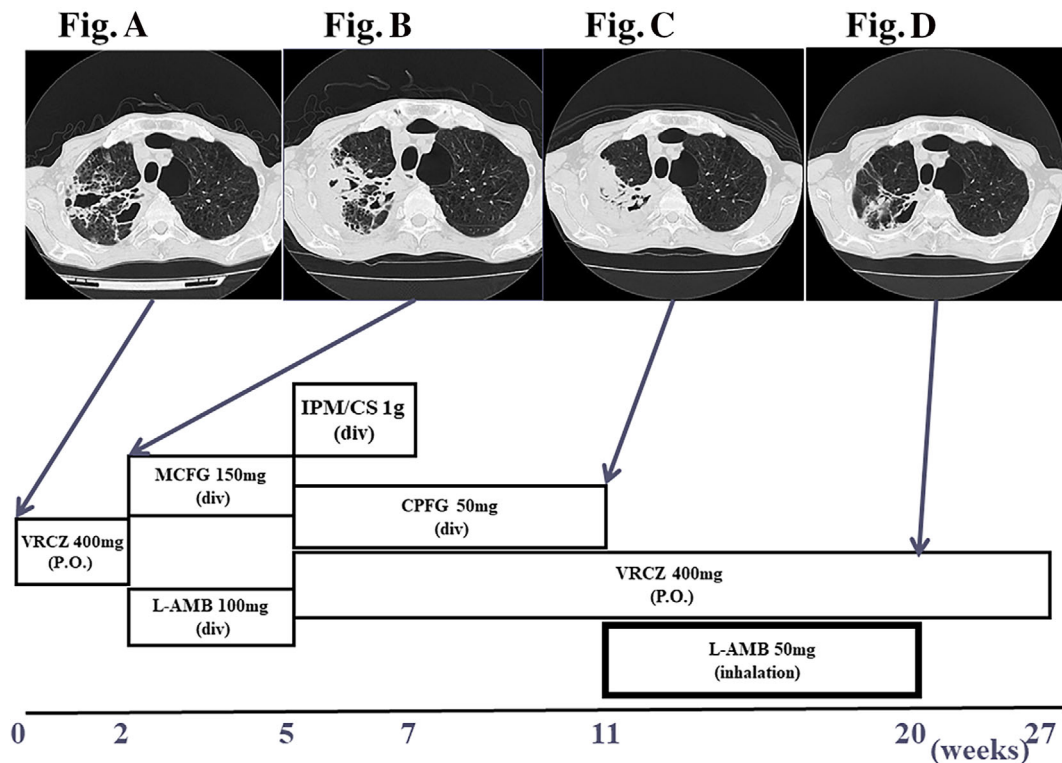 Fig. A
Fig. B
Fig. C
Fig. D
IPM/CS 1g
(div)
MCFG 150mg
(div)
CPFG 50mg
(div)
VRCZ 400mg
(P.O.)
VRCZ 400mg
(P.O.)
L-AMB 100mg
(div)
L-AMB 50mg
(inhalation)
0 2 5 7 11 20 27
(weeks)